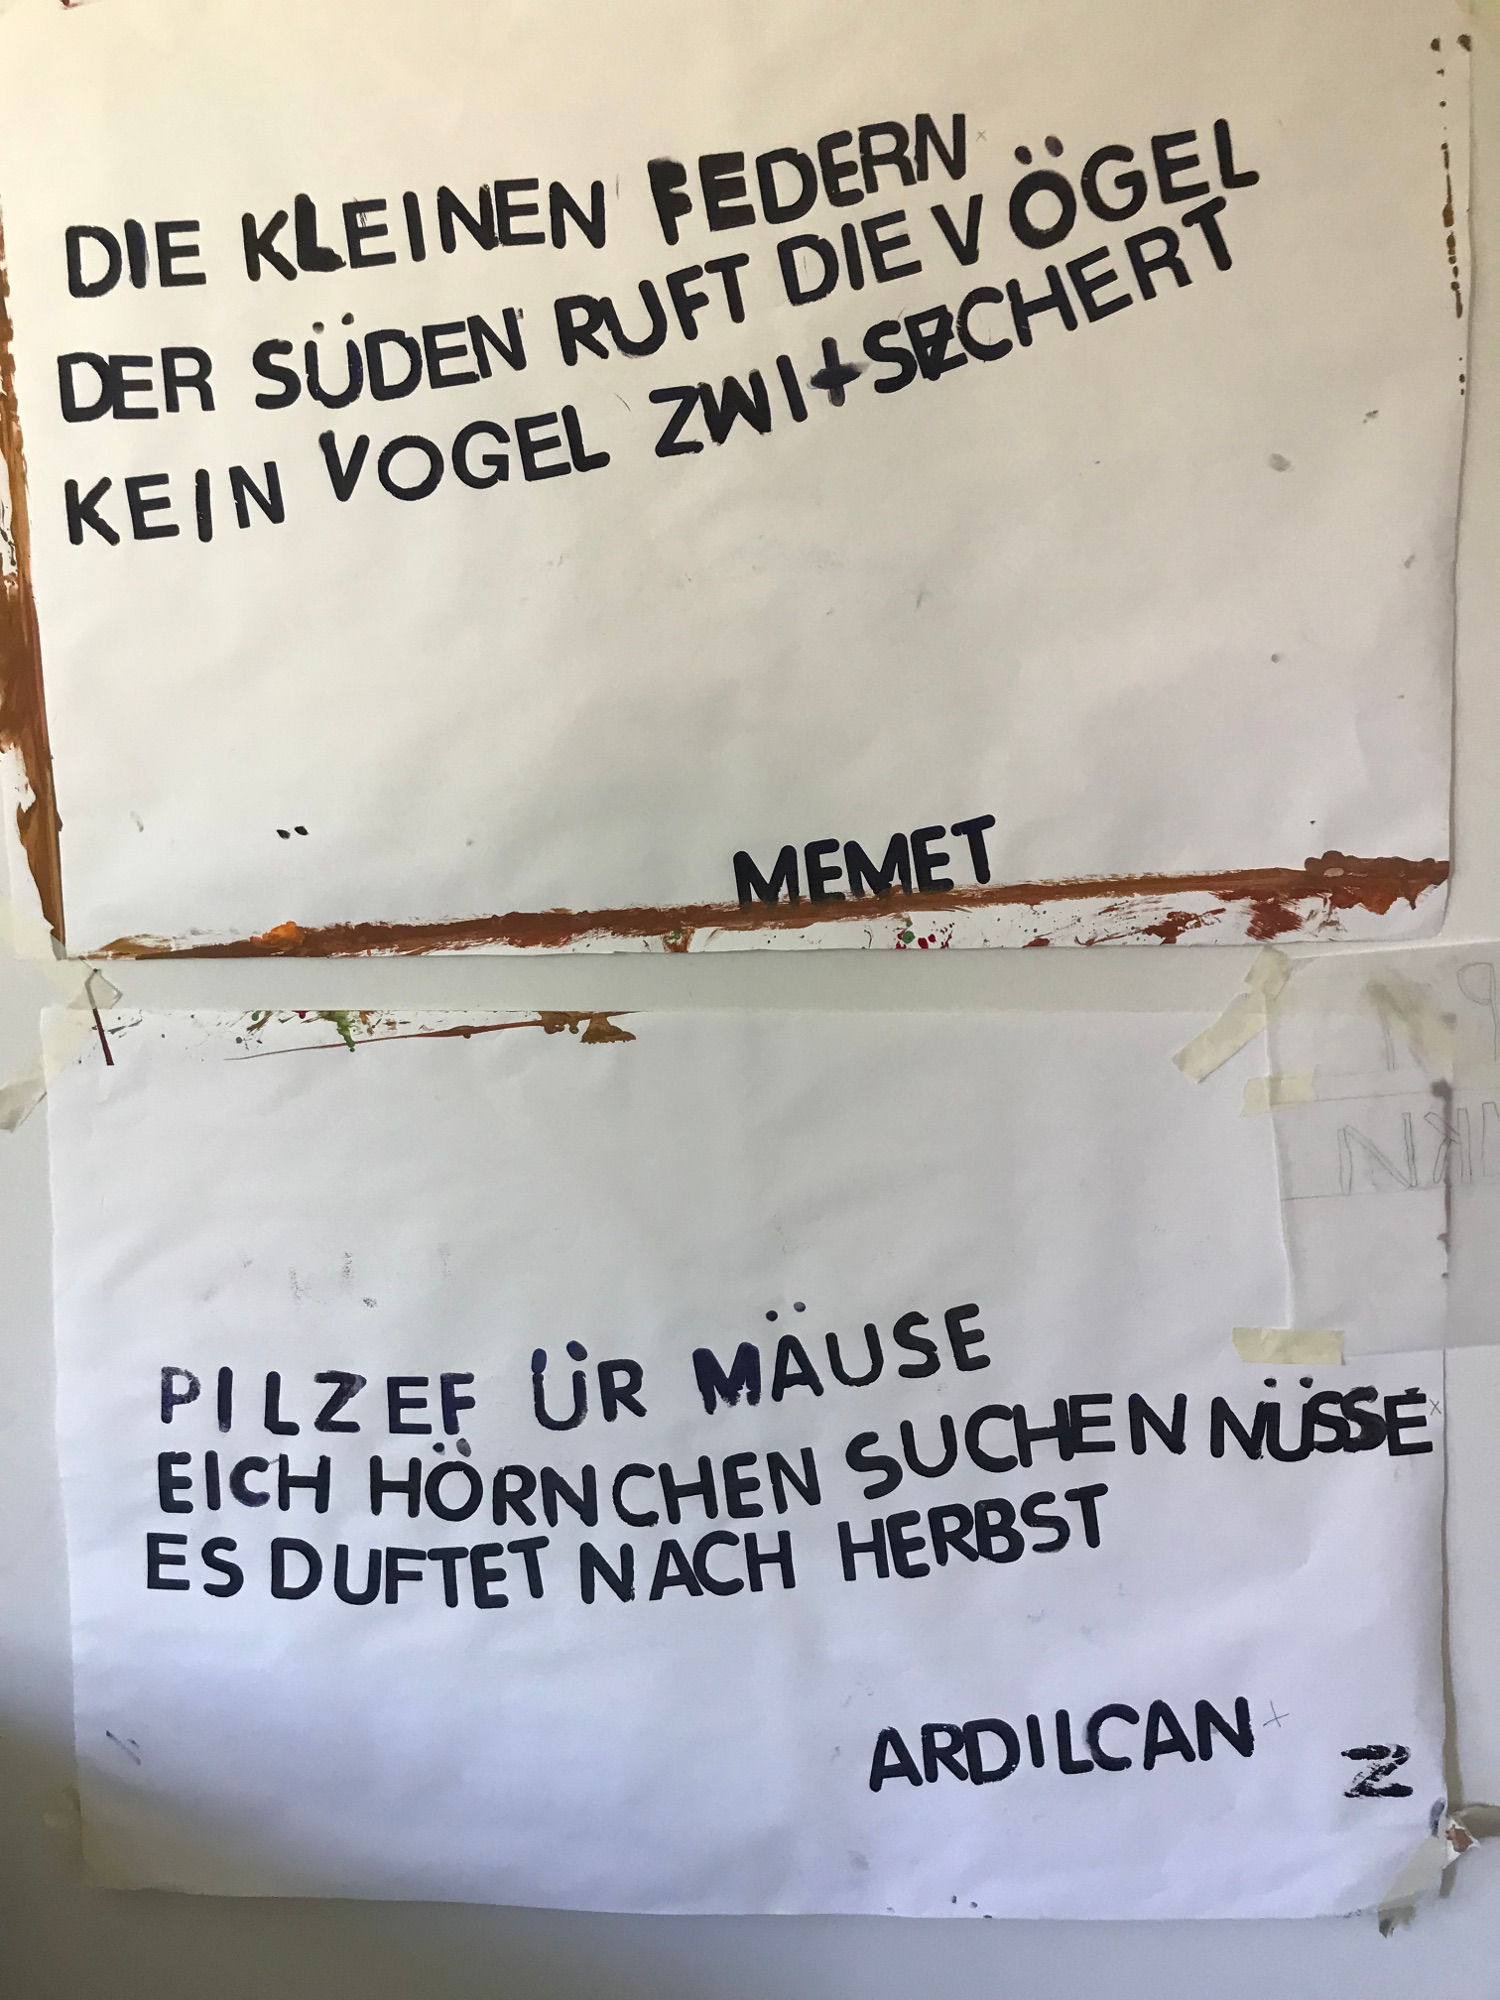 DIE KLEINEN FEDERN
DER SÜDEN RUFT DIE VÖGEL
KEIN VOGEL ZWITSCHERT
MEMET
PILZEF ÜR MÄUSE
EICH HÖRNCHEN SUCHEN NÜSSE
ES DUFTET NACH HERBST
ARDILCAN
Z